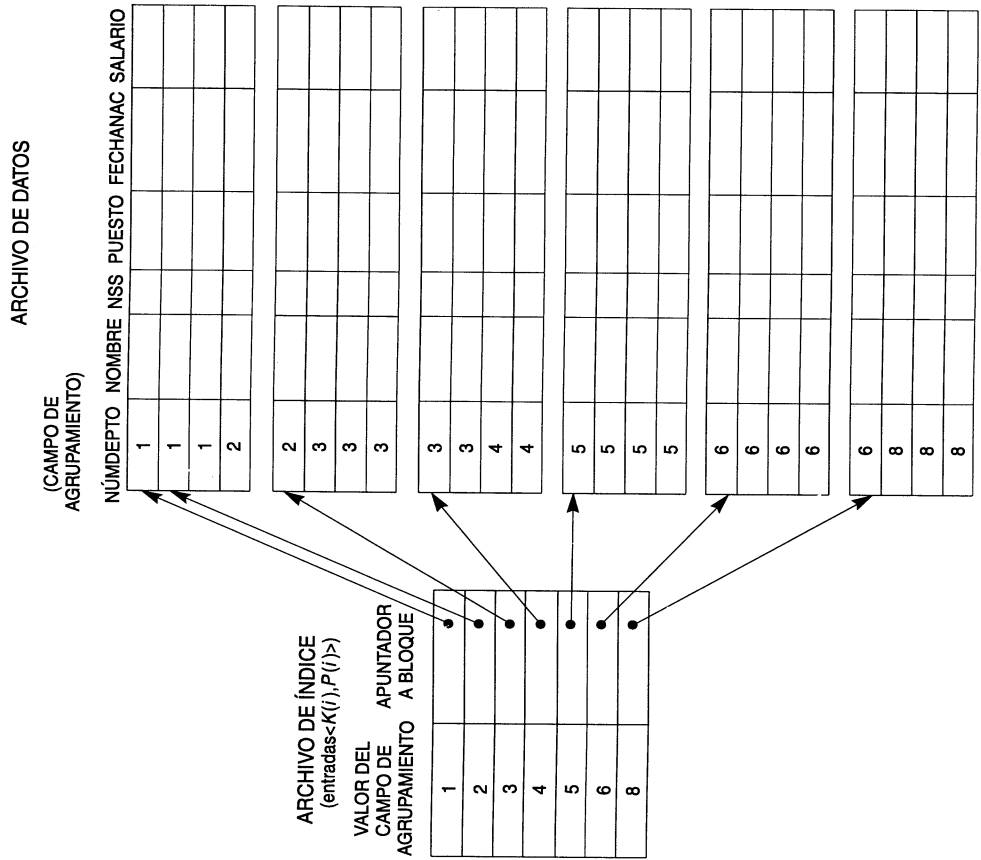 ARCHIVO DE DATOS
(CAMPO DE
AGRUPAMIENTO)
NÚMDEPTO NOMBRE NSS PUESTO FECHANAC SALARIO
1
1
1
2
2
3
3
3
3
3
4
4
5
5
5
5
6
6
6
6
6
8
8
8
ARCHIVO DE ÍNDICE
(entradas<K(i),P(i)>)
VALOR DEL
CAMPO DE
AGRUPAMIENTO
APUNTADOR
A BLOQUE
1
2
3
4
5
6
8